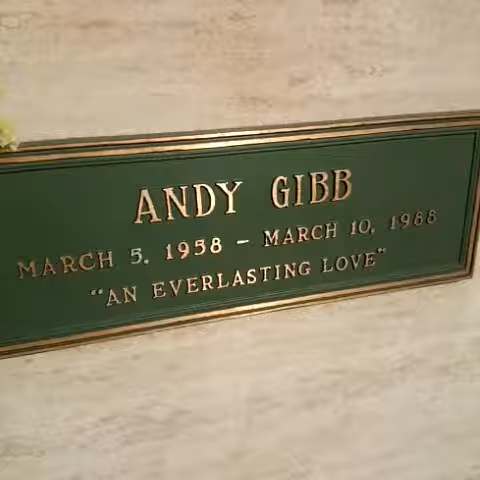 ANDY GIBB
MARCH 5, 1958 – MARCH 10, 1988
"AN EVERLASTING LOVE"